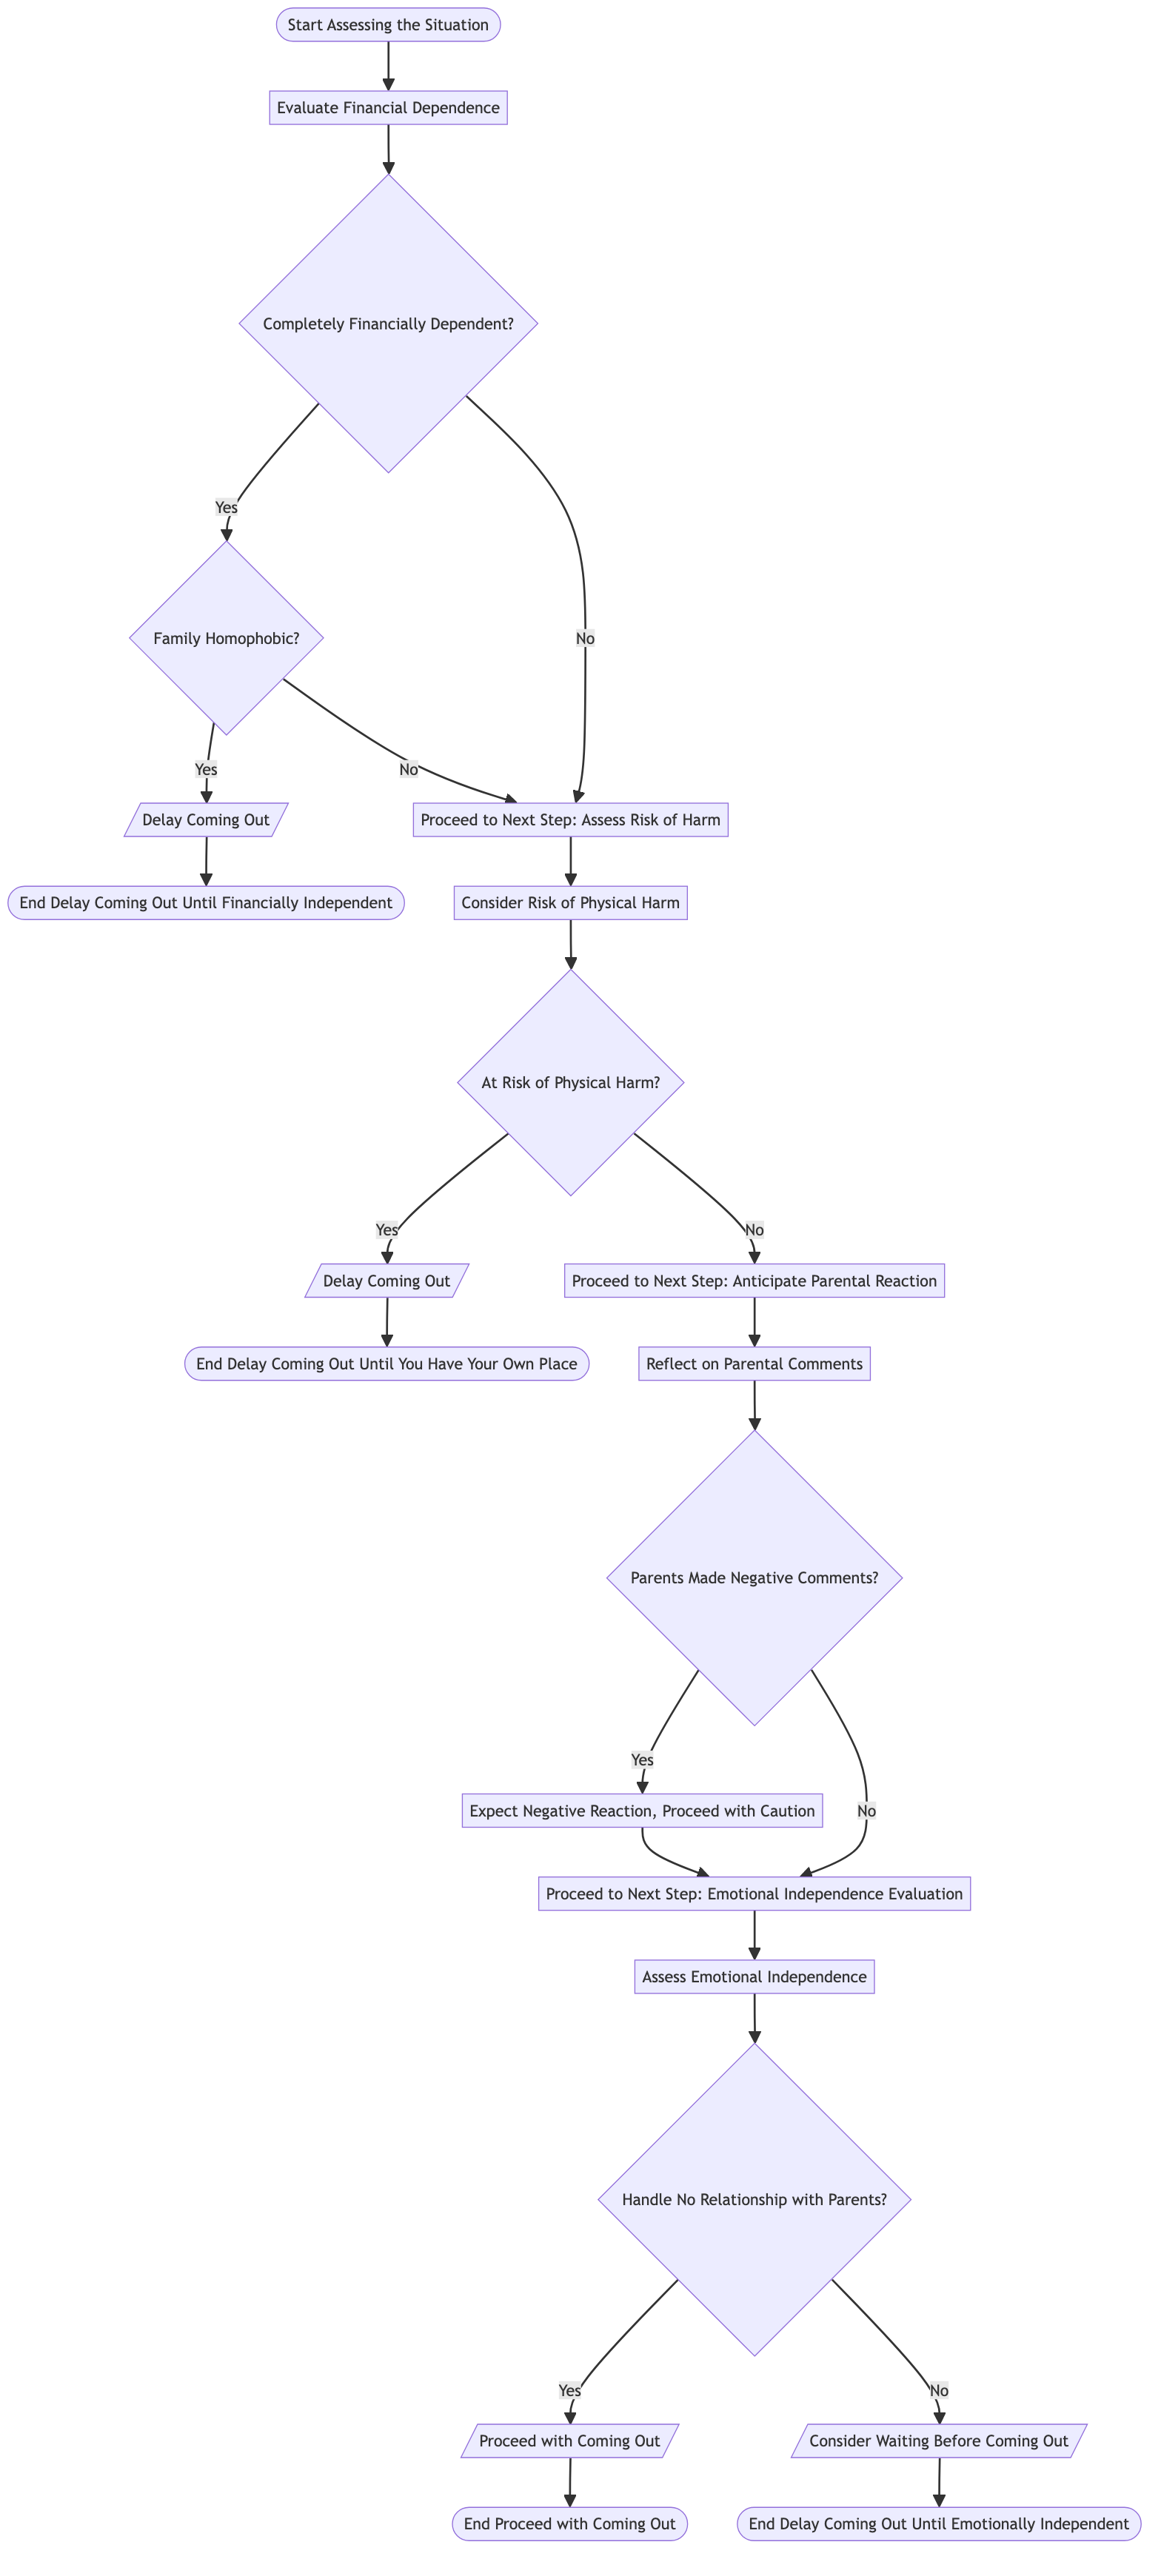 Start Assessing the Situation
Evaluate Financial Dependence
Completely Financially Dependent?
Yes
Family Homophobic?
No
Yes
No
Delay Coming Out
Proceed to Next Step: Assess Risk of Harm
End Delay Coming Out Until Financially Independent
Consider Risk of Physical Harm
At Risk of Physical Harm?
Yes
No
Delay Coming Out
Proceed to Next Step: Anticipate Parental Reaction
End Delay Coming Out Until You Have Your Own Place
Reflect on Parental Comments
Parents Made Negative Comments?
Yes
Expect Negative Reaction, Proceed with Caution
No
Proceed to Next Step: Emotional Independence Evaluation
Assess Emotional Independence
Handle No Relationship with Parents?
Yes
No
Proceed with Coming Out
Consider Waiting Before Coming Out
End Proceed with Coming Out
End Delay Coming Out Until Emotionally Independent